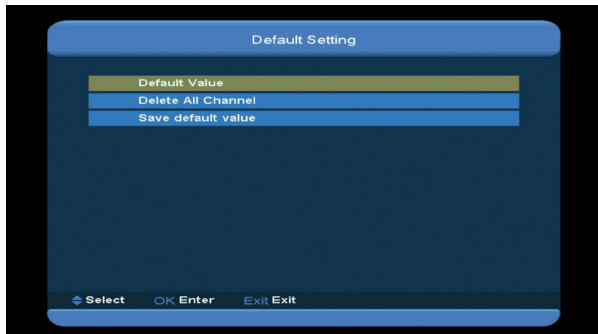 Default Setting
Default Value
Delete All Channel
Save default value
Select OK Enter Exit Exit